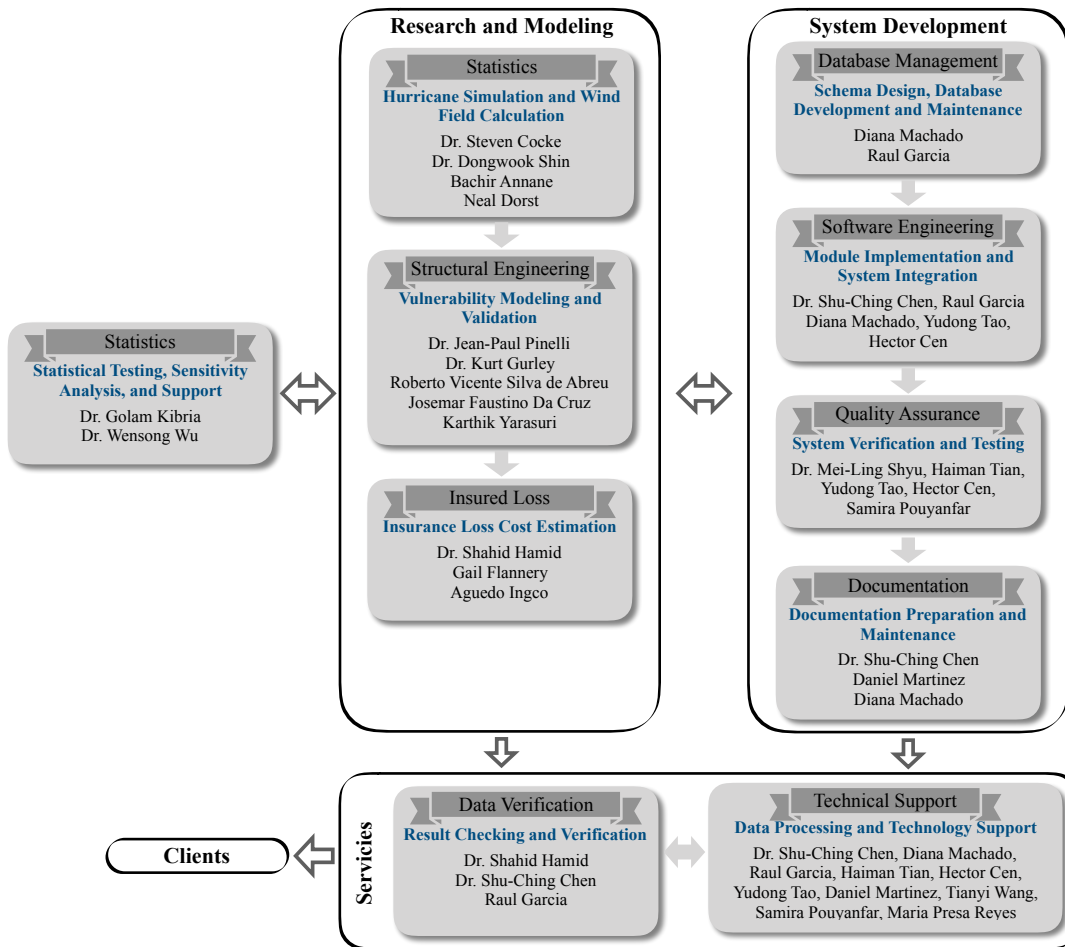 Research and Modeling
Statistics
Hurricane Simulation and Wind
Field Calculation
Dr. Steven Cocke
Dr. Dongwook Shin
Bachir Annane
Neal Dorst
Structural Engineering
Vulnerability Modeling and
Validation
Dr. Jean-Paul Pinelli
Dr. Kurt Gurley
Roberto Vicente Silva de Abreu
Josemar Faustino Da Cruz
Karthik Yarasuri
Insured Loss
Insurance Loss Cost Estimation
Dr. Shahid Hamid
Gail Flannery
Aguedo Ingco
System Development
Database Management
Schema Design, Database
Development and Maintenance
Diana Machado
Raul Garcia
Software Engineering
Module Implementation and
System Integration
Dr. Shu-Ching Chen, Raul Garcia
Diana Machado, Yudong Tao,
Hector Cen
Quality Assurance
System Verification and Testing
Dr. Mei-Ling Shyu, Haiman Tian,
Yudong Tao, Hector Cen,
Samira Pouyanfar
Documentation
Documentation Preparation and
Maintenance
Dr. Shu-Ching Chen
Daniel Martinez
Diana Machado
Statistics
Statistical Testing, Sensitivity
Analysis, and Support
Dr. Golam Kibria
Dr. Wensong Wu
Servicies
Data Verification
Result Checking and Verification
Dr. Shahid Hamid
Dr. Shu-Ching Chen
Raul Garcia
Technical Support
Data Processing and Technology Support
Dr. Shu-Ching Chen, Diana Machado,
Raul Garcia, Haiman Tian, Hector Cen,
Yudong Tao, Daniel Martinez, Tianyi Wang,
Samira Pouyanfar, Maria Presa Reyes
Clients